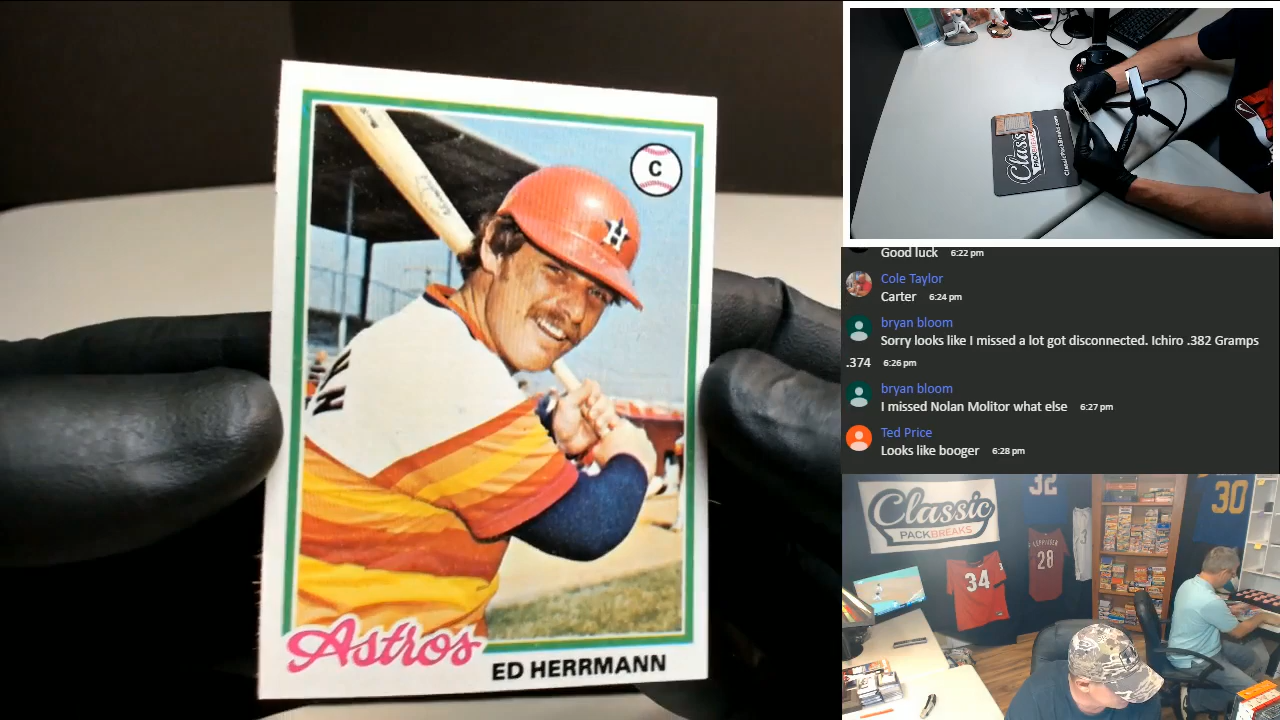 C
H
Astros
ED HERRMANN
Classic
Good luck 6:22 pm
Cole Taylor
Carter 6:24 pm
bryan bloom
Sorry looks like I missed a lot got disconnected. Ichiro .382 Gramps
.374 6:26 pm
bryan bloom
I missed Nolan Molitor what else 6:27 pm
Ted Price
Looks like booger 6:28 pm
Classic
PACKBREAKS
32
30
28
34